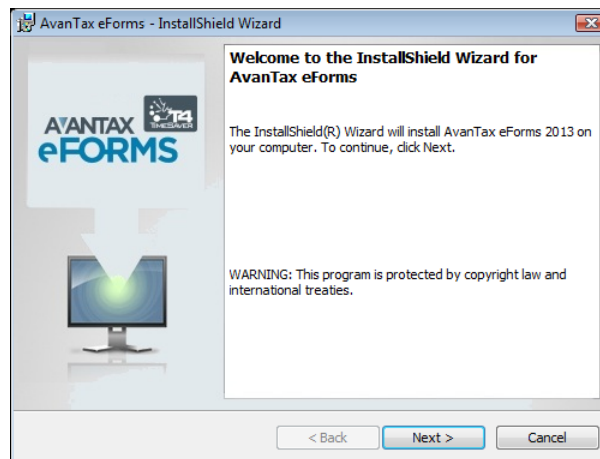 AvanTax eForms - InstallShield Wizard
Welcome to the InstallShield Wizard for
AvanTax eForms
AVANTAX T4
TIMESAVER
eFORMS
The InstallShield(R) Wizard will install AvanTax eForms 2013 on
your computer. To continue, click Next.
WARNING: This program is protected by copyright law and
international treaties.
< Back Next > Cancel